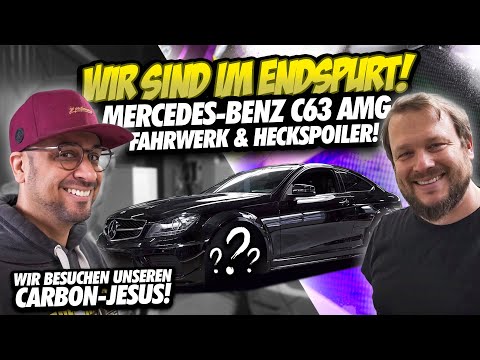 WIR SIND IM ENDSPURT!
MERCEDES-BENZ C63 AMG
FAHRWERK & HECKSPOILER!
???
WIR BESUCHEN UNSEREN
CARBON-JESUS!